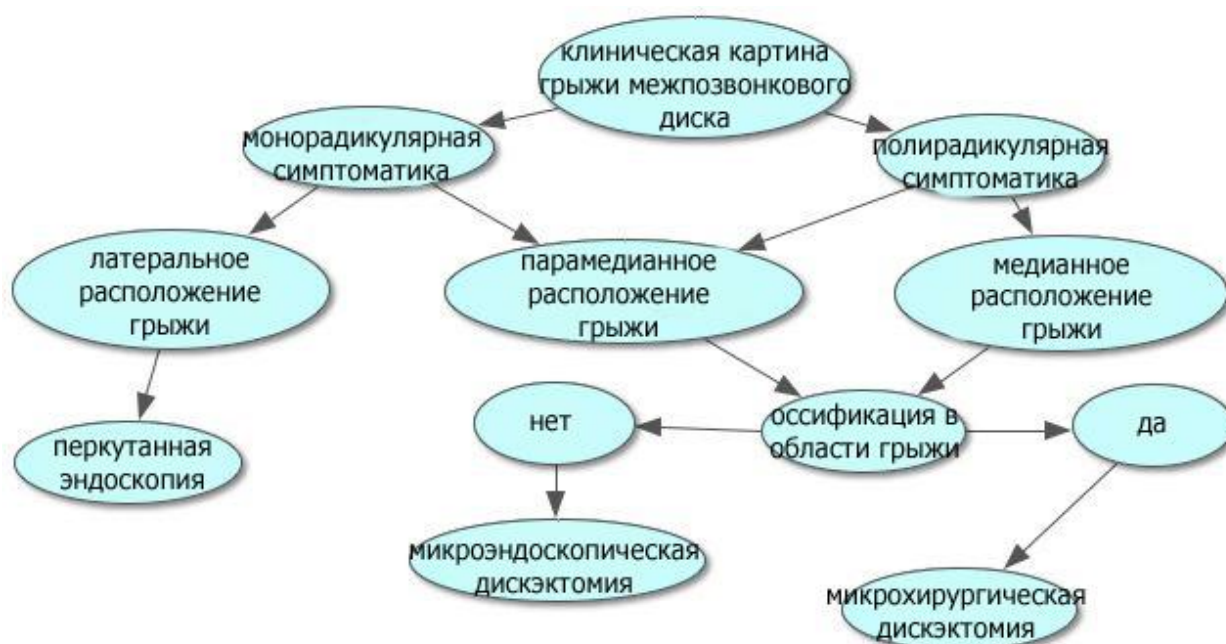 клиническая картина
грыжи межпозвонкового
диска
монорадикулярная
симптоматика
полирадикулярная
симптоматика
латеральное
расположение
грыжи
парамедианное
расположение
грыжи
медианное
расположение
грыжи
перкутанная
эндоскопия
нет
оссификация в
области грыжи
да
микроэндоскопическая
дискэктомия
микрохирургическая
дискэктомия